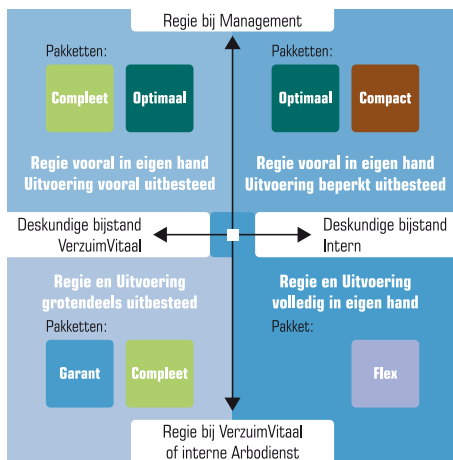 Regie bij Management
Pakketten:
Compleet
Optimaal
Regie vooral in eigen hand
Uitvoering vooral uitbesteed
Pakketten:
Optimaal
Compact
Regie vooral in eigen hand
Uitvoering beperkt uitbesteed
Deskundige bijstand
VerzuimVitaal
Deskundige bijstand
Intern
Regie en Uitvoering
grotendeels uitbesteed
Pakketten:
Garant
Compleet
Regie en Uitvoering
volledig in eigen hand
Pakket:
Flex
Regie bij VerzuimVitaal
of interne Arbodienst